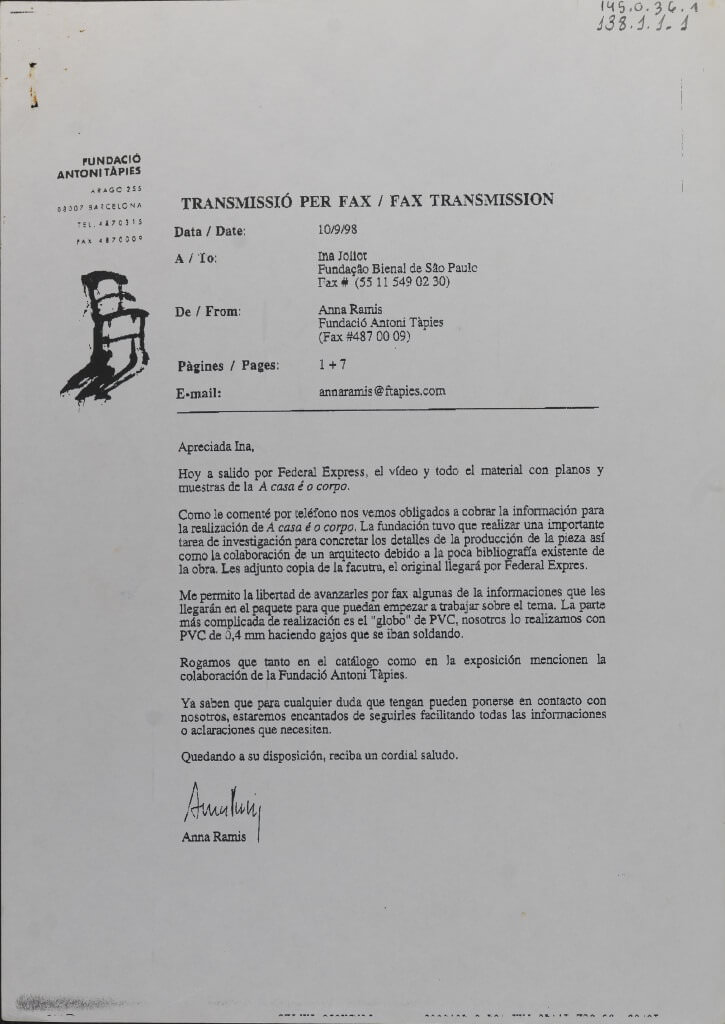 145.0.36.1
138.1.1-1
FUNDACIÓ
ANTONI TÀPIES
ARAGÓ 255
08007 BARCELONA
TEL. 4870315
FAX 4870009
TRANSMISSIÓ PER FAX / FAX TRANSMISSION
Data / Date: 10/9/98
A / To: Ina Joliot
Fundação Bienal de São Paulo
Fax # (55 11 549 02 30)
De / From: Anna Ramis
Fundació Antoni Tàpies
(Fax #487 00 09)
Pàgines / Pages: 1 + 7
E-mail: annaramis@ftapies.com
Apreciada Ina,
Hoy a salido por Federal Express, el vídeo y todo el material con planos y
muestras de la A casa é o corpo.
Como le comenté por teléfono nos vemos obligados a cobrar la información para
la realización de A casa é o corpo. La fundación tuvo que realizar una importante
tarea de investigación para concretar los detalles de la producción de la pieza así
como la colaboración de un arquitecto debido a la poca bibliografía existente de
la obra. Les adjunto copia de la facutra, el original llegará por Federal Expres.
Me permito la libertad de avanzarles por fax algunas de la informaciones que les
llegarán en el paquete para que puedan empezar a trabajar sobre el tema. La parte
más complicada de realización es el "globo" de PVC, nosotros lo realizamos con
PVC de 0,4 mm haciendo gajos que se iban soldando.
Rogamos que tanto en el catálogo como en la exposición mencionen la
colaboración de la Fundació Antoni Tàpies.
Ya saben que para cualquier duda que tengan pueden ponerse en contacto con
nosotros, estaremos encantados de seguirles facilitando todas las informaciones
o aclaraciones que necesiten.
Quedando a su disposición, reciba un cordial saludo.
Anna Ramis